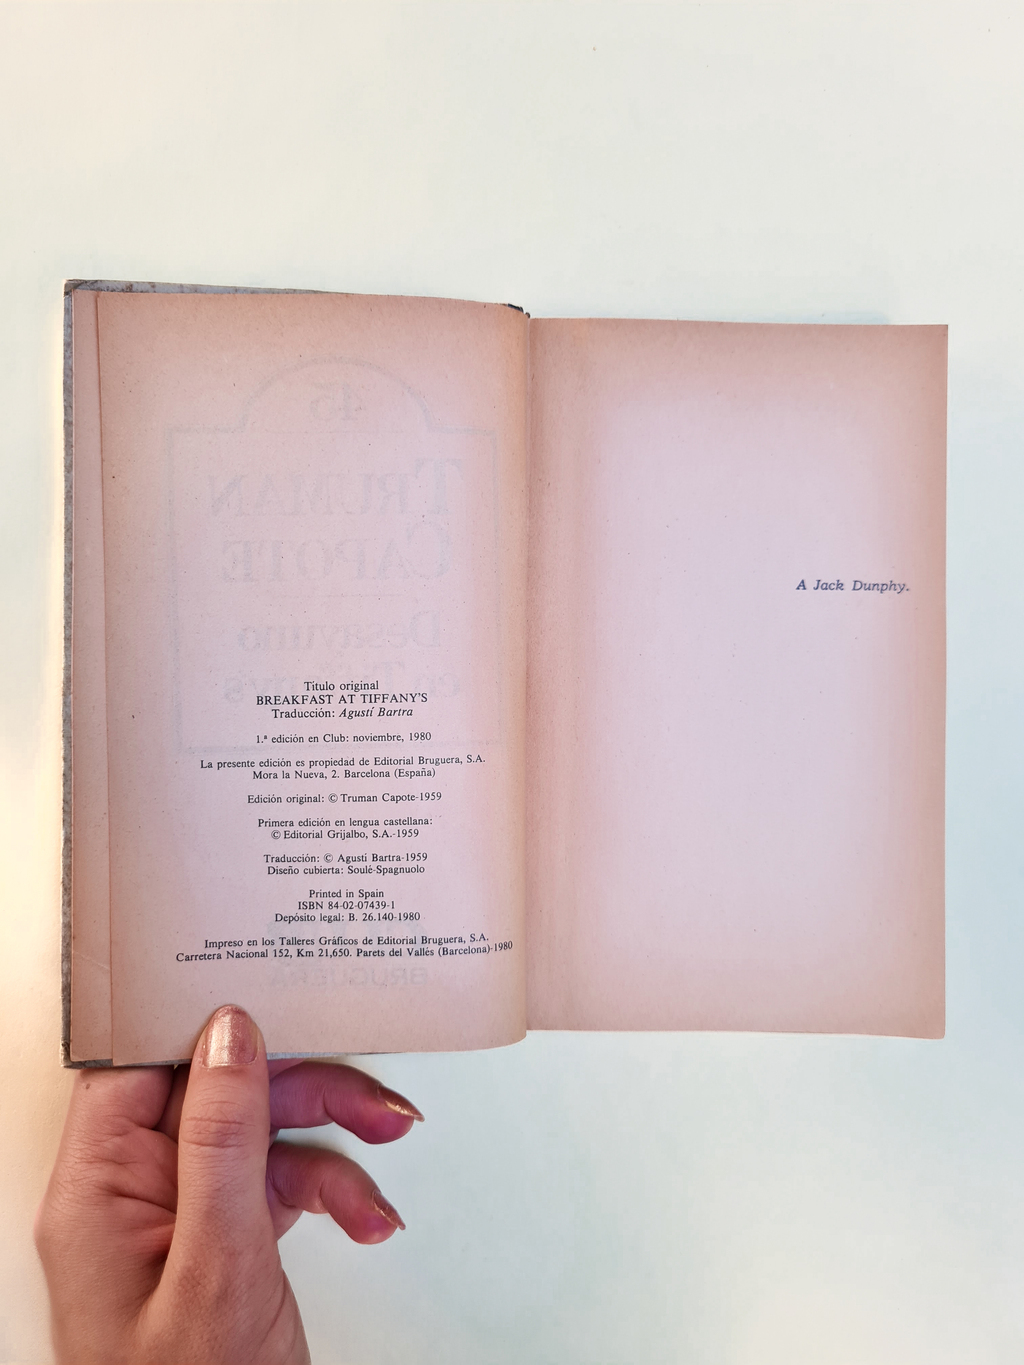 Título original
BREAKFAST AT TIFFANY'S
Traducción: Agustí Bartra
1.ª edición en Club: noviembre, 1980
La presente edición es propiedad de Editorial Bruguera, S.A.
Mora la Nueva, 2. Barcelona (España)
Edición original: © Truman Capote-1959
Primera edición en lengua castellana:
© Editorial Grijalbo, S.A.-1959
Traducción: © Agusti Bartra-1959
Diseño cubierta: Soulé-Spagnuolo
Printed in Spain
ISBN 84-02-07439-1
Depósito legal: B. 26.140-1980
Impreso en los Talleres Gráficos de Editorial Bruguera, S.A.
Carretera Nacional 152, Km 21,650. Parets del Vallés (Barcelona)-1980
A Jack Dunphy.